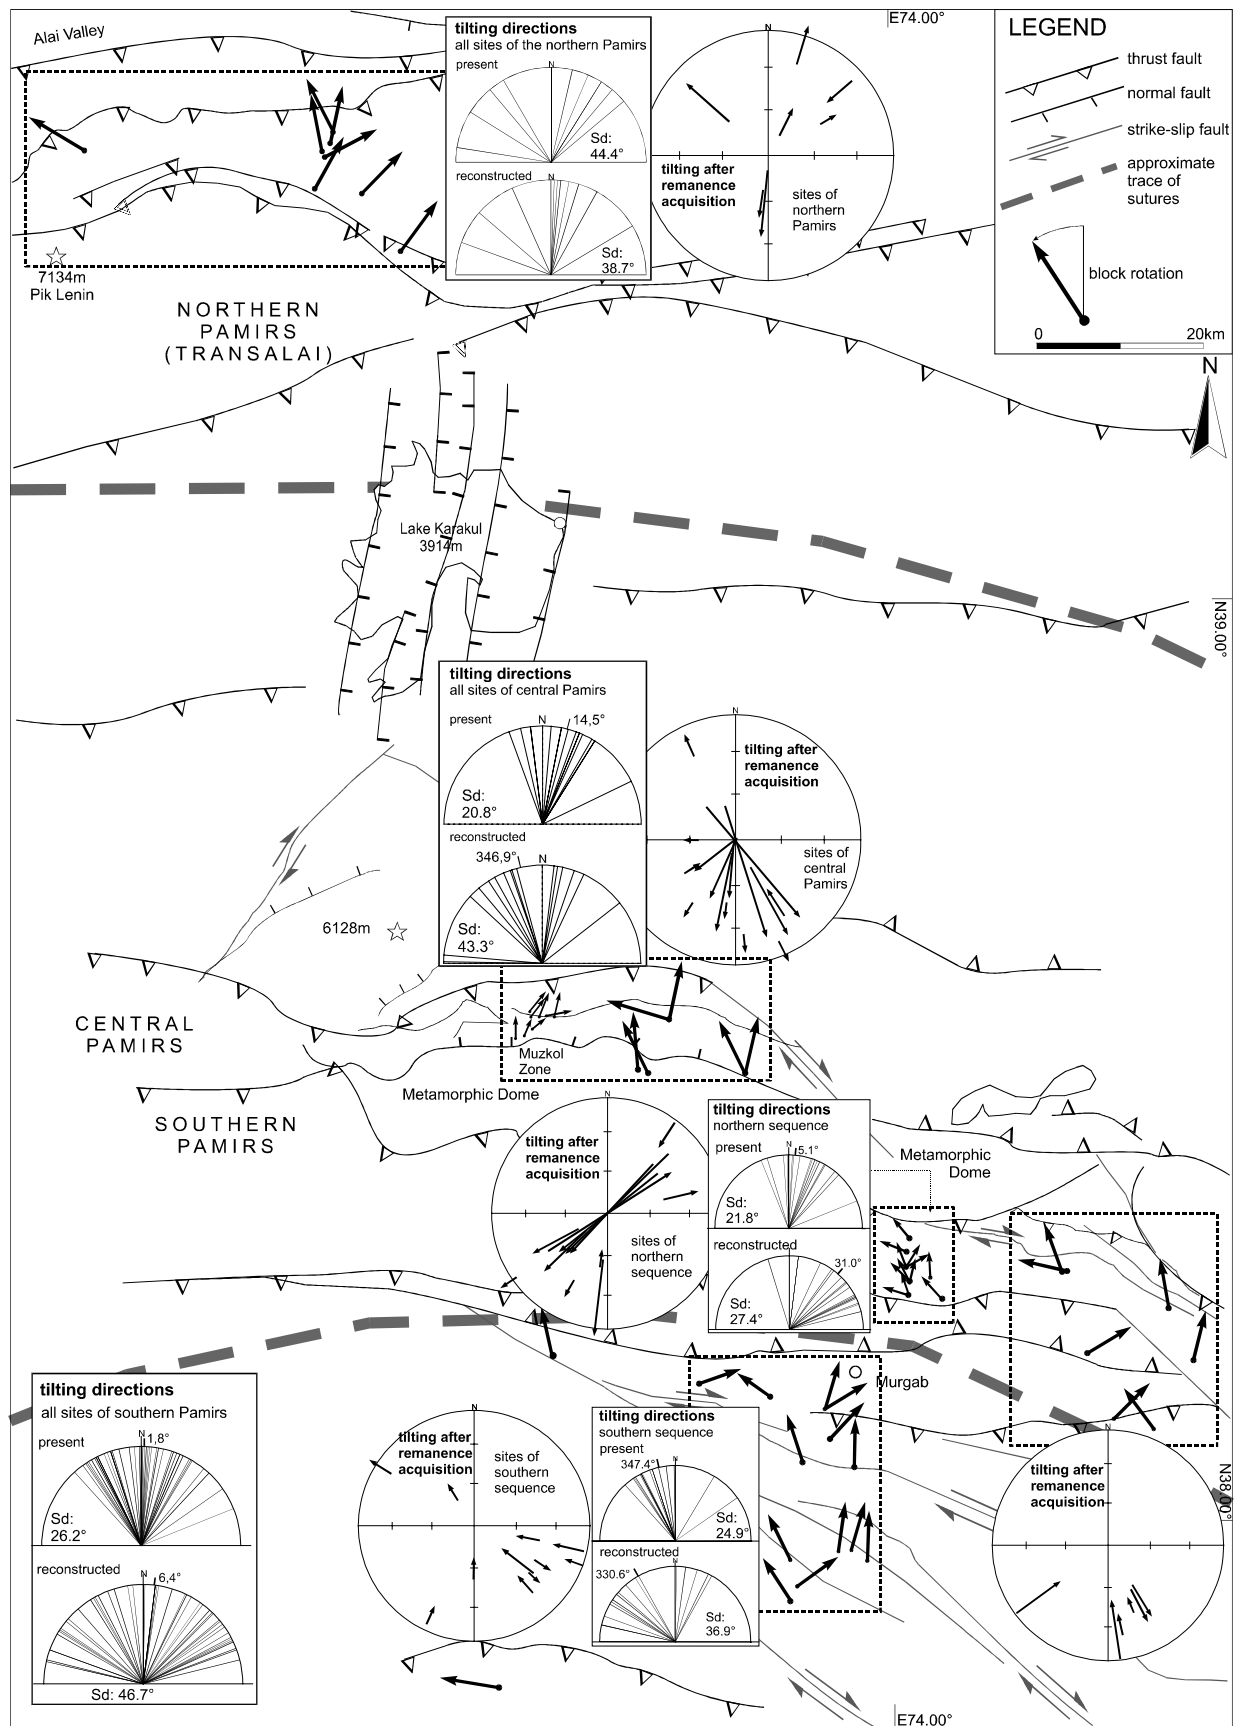 Alai Valley
tilting directions
all sites of the northern Pamirs
present
N
Sd:
44.4°
reconstructed
N
Sd:
38.7°
N
tilting after
remanence
acquisition
sites of
northern
Pamirs
E74.00°
LEGEND
thrust fault
normal fault
strike-slip fault
approximate
trace of
sutures
block rotation
0 20km
N
7134m
Pik Lenin
NORTHERN
PAMIRS
(TRANSALAI)
Lake Karakul
3914m
N39.00°
tilting directions
all sites of central Pamirs
present
N
14,5°
Sd:
20.8°
reconstructed
346,9°
N
Sd:
43.3°
N
tilting after
remanence
acquisition
sites of
central
Pamirs
6128m
CENTRAL
PAMIRS
Muzkol
Zone
Metamorphic Dome
SOUTHERN
PAMIRS
N
tilting after
remanence
acquisition
sites of
northern
sequence
tilting directions
northern sequence
present
N
5.1°
Sd:
21.8°
reconstructed
31.0°
Sd:
27.4°
Metamorphic
Dome
Murgab
tilting directions
all sites of southern Pamirs
present
N
1,8°
Sd:
26.2°
reconstructed
N
6,4°
Sd: 46.7°
N
tilting after
remanence
acquisition
sites of
southern
sequence
tilting directions
southern sequence
present
347.4°
N
Sd:
24.9°
reconstructed
330.6°
N
Sd:
36.9°
N
tilting after
remanence
acquisition
N38.00°
E74.00°